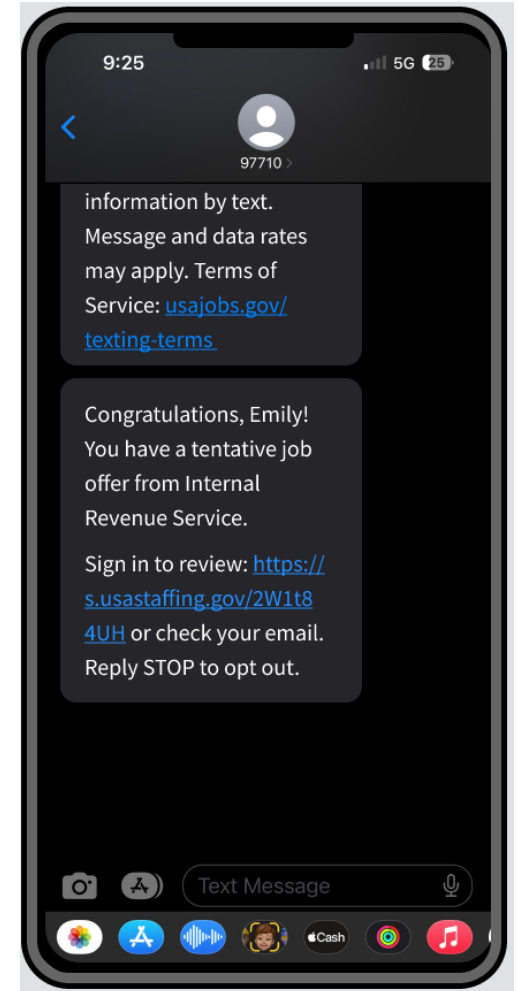 9:25
5G 25
97710 >
information by text.
Message and data rates
may apply. Terms of
Service: usajobs.gov/
texting-terms
Congratulations, Emily!
You have a tentative job
offer from Internal
Revenue Service.
Sign in to review: https://
s.usastaffing.gov/2W1t8
4UH or check your email.
Reply STOP to opt out.
Text Message
Cash